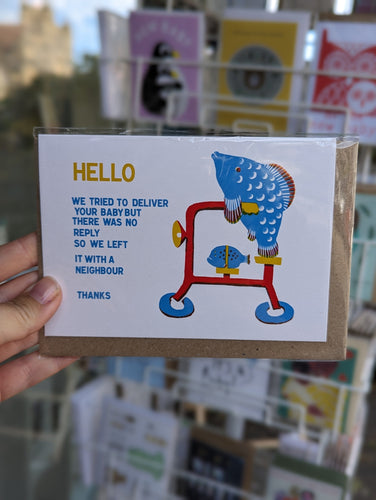 HELLO
WE TRIED TO DELIVER
YOUR BABY BUT
THERE WAS NO
REPLY
SO WE LEFT
IT WITH A
NEIGHBOUR
THANKS